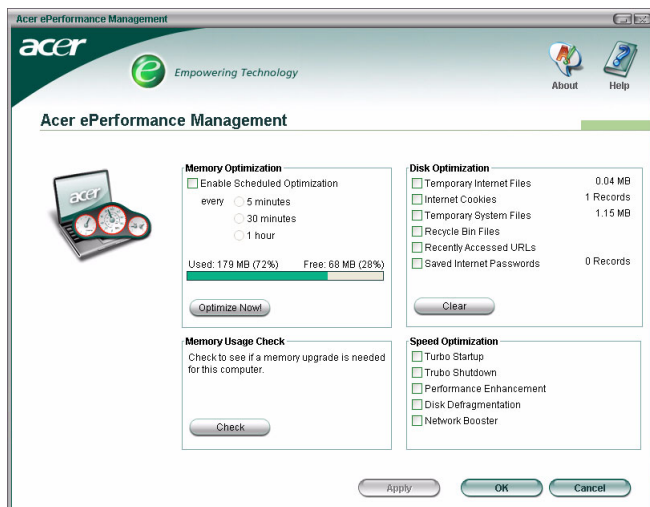 Acer ePerformance Management
acer
e Empowering Technology
About
Help
Acer ePerformance Management
acer
Memory Optimization
Enable Scheduled Optimization
every 5 minutes
30 minutes
1 hour
Used: 179 MB (72%) Free: 68 MB (28%)
Optimize Now!
Disk Optimization
Temporary Internet Files 0.04 MB
Internet Cookies 1 Records
Temporary System Files 1.15 MB
Recycle Bin Files
Recently Accessed URLs
Saved Internet Passwords 0 Records
Clear
Memory Usage Check
Check to see if a memory upgrade is needed
for this computer.
Check
Speed Optimization
Turbo Startup
Trubo Shutdown
Performance Enhancement
Disk Defragmentation
Network Booster
Apply
OK
Cancel